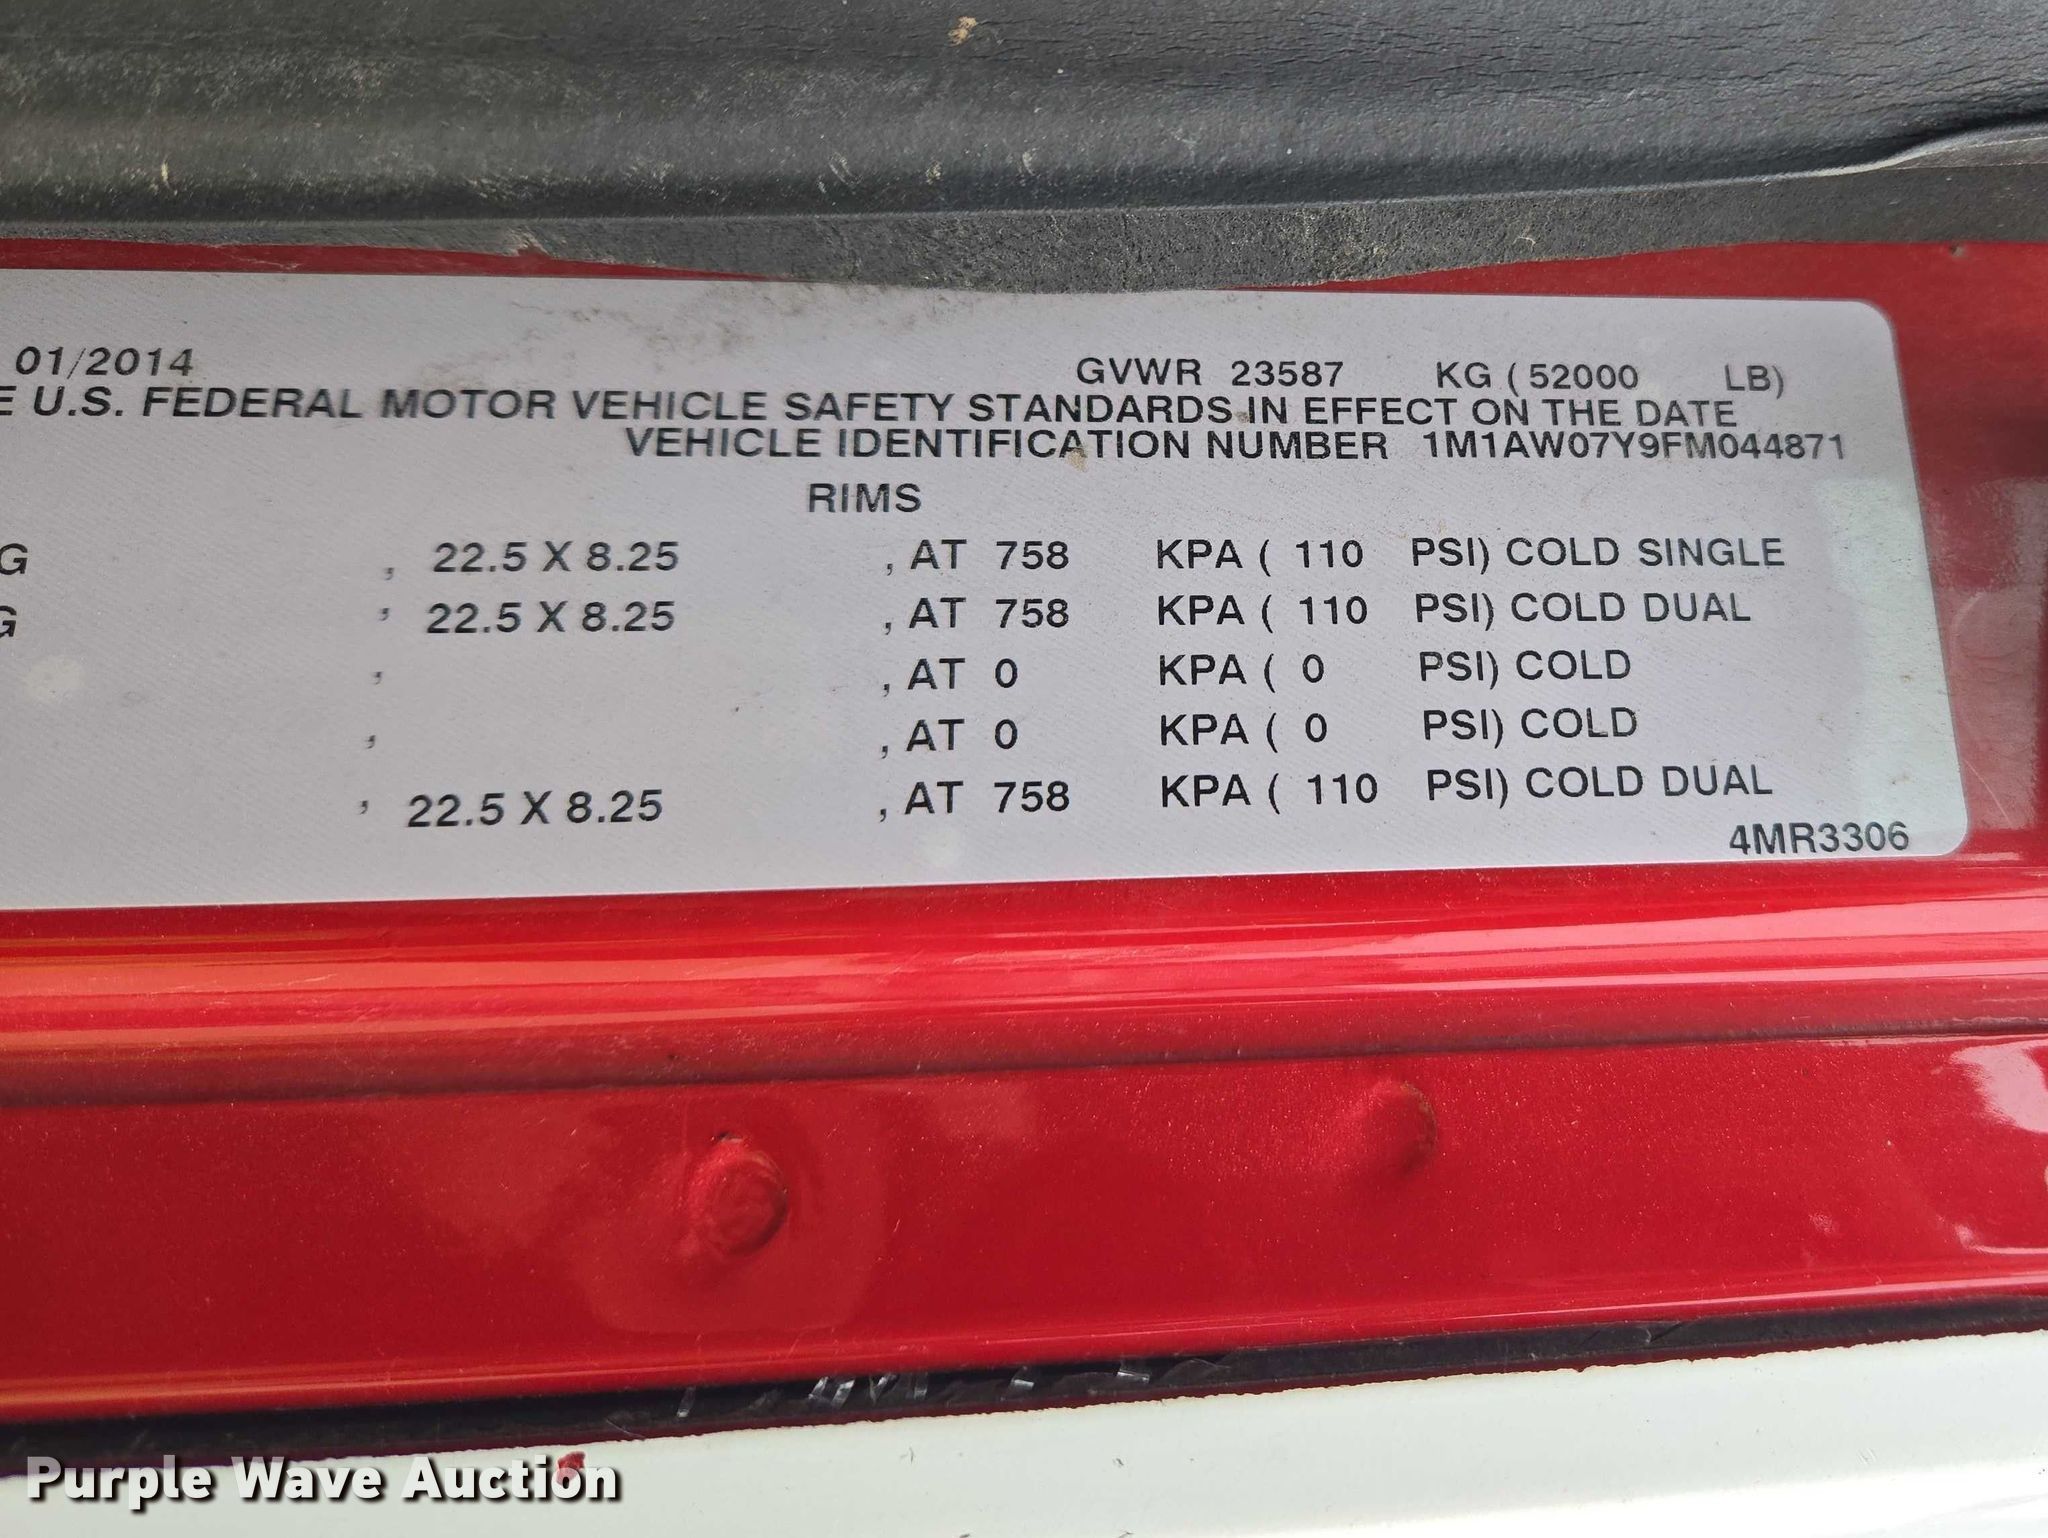 01/2014 GVWR 23587 KG (52000 LB)
E U.S. FEDERAL MOTOR VEHICLE SAFETY STANDARDS IN EFFECT ON THE DATE
VEHICLE IDENTIFICATION NUMBER 1M1AW07Y9FM044871
RIMS
G , 22.5 X 8.25 , AT 758 KPA ( 110 PSI) COLD SINGLE
G , 22.5 X 8.25 , AT 758 KPA ( 110 PSI) COLD DUAL
, , AT 0 KPA ( 0 PSI) COLD
, , AT 0 KPA ( 0 PSI) COLD
, 22.5 X 8.25 , AT 758 KPA ( 110 PSI) COLD DUAL
4MR3306
Purple Wave Auction